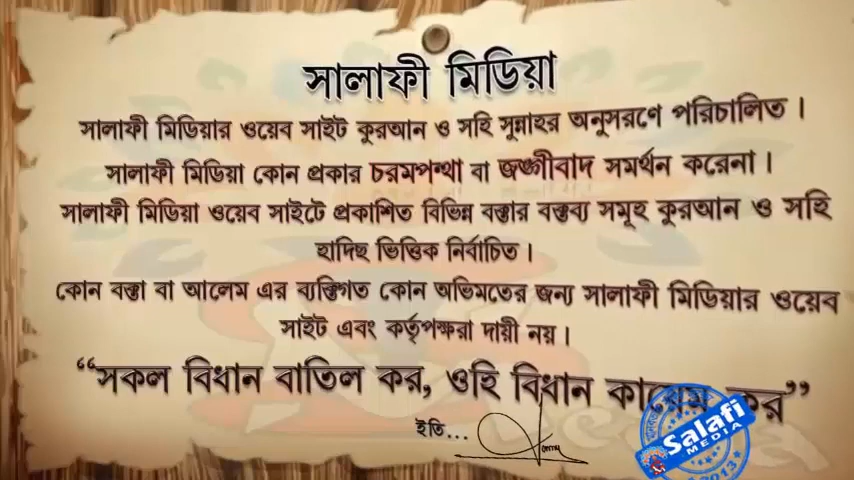 সালাফী মিডিয়া
সালাফী মিডিয়ার ওয়েব সাইট কুরআন ও সহি সুন্নাহর অনুসরণে পরিচালিত ।
সালাফী মিডিয়া কোন প্রকার চরমপন্থা বা জঙ্গীবাদ সমর্থন করেনা ।
সালাফী মিডিয়া ওয়েব সাইটে প্রকাশিত বিভিন্ন বক্তার বক্তব্য সমূহ কুরআন ও সহি
হাদিছ ভিত্তিক নির্বাচিত ।
কোন বক্তা বা আলেম এর ব্যক্তিগত কোন অভিমতের জন্য সালাফী মিডিয়ার ওয়েব
সাইট এবং কর্তৃপক্ষরা দায়ী নয় ।
“সকল বিধান বাতিল কর, ওহি বিধান কায়েম কর”
ইতি...
Salafi
MEDIA
2013